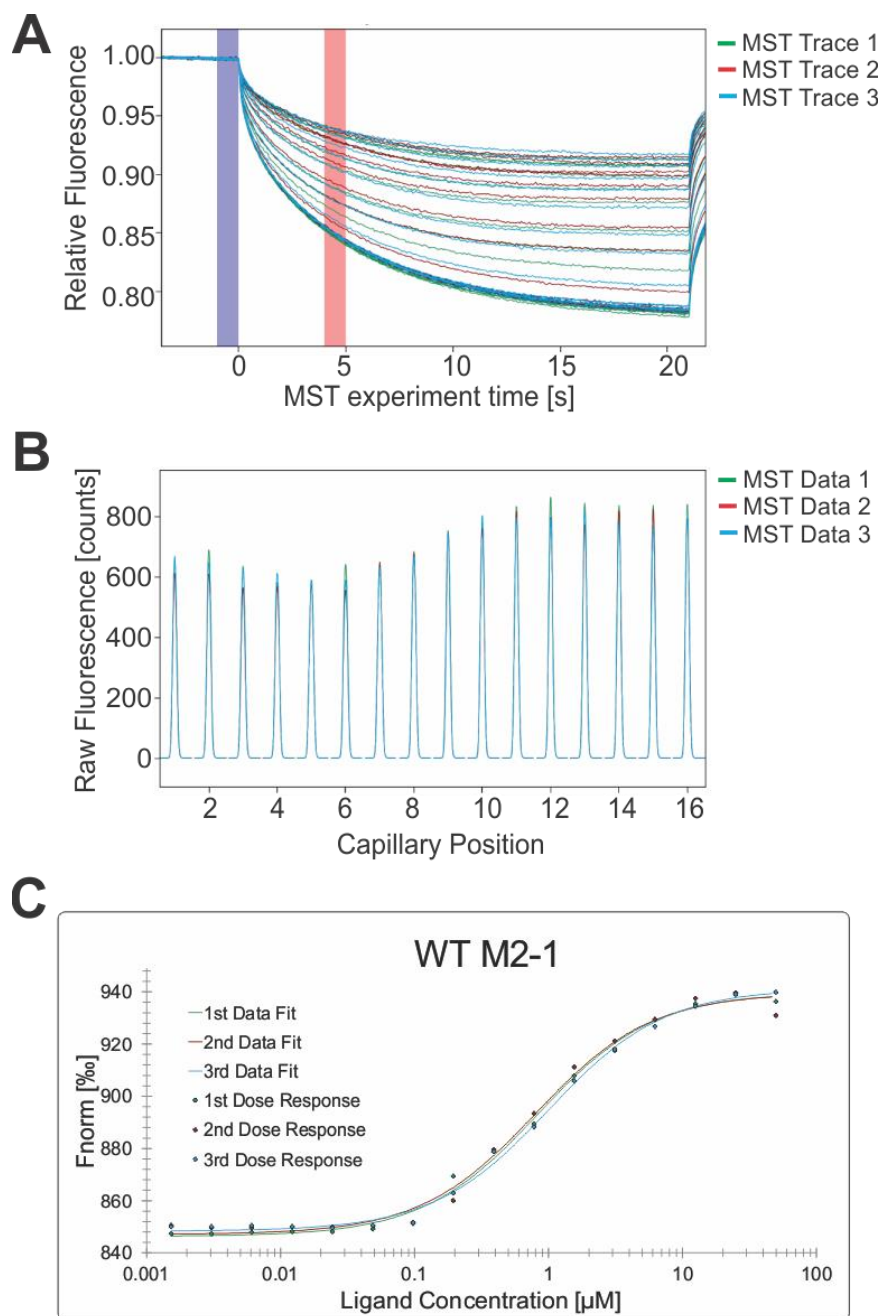 A
Relative Fluorescence
1.00
0.95
0.90
0.85
0.80
0
5
10
15
20
MST experiment time [s]
MST Trace 1
MST Trace 2
MST Trace 3
B
Raw Fluorescence [counts]
800
600
400
200
0
2
4
6
8
10
12
14
16
Capillary Position
MST Data 1
MST Data 2
MST Data 3
C
WT M2-1
Fnorm [‰]
940
920
900
880
860
840
1st Data Fit
2nd Data Fit
3rd Data Fit
1st Dose Response
2nd Dose Response
3rd Dose Response
0.001
0.01
0.1
1
10
100
Ligand Concentration [µM]